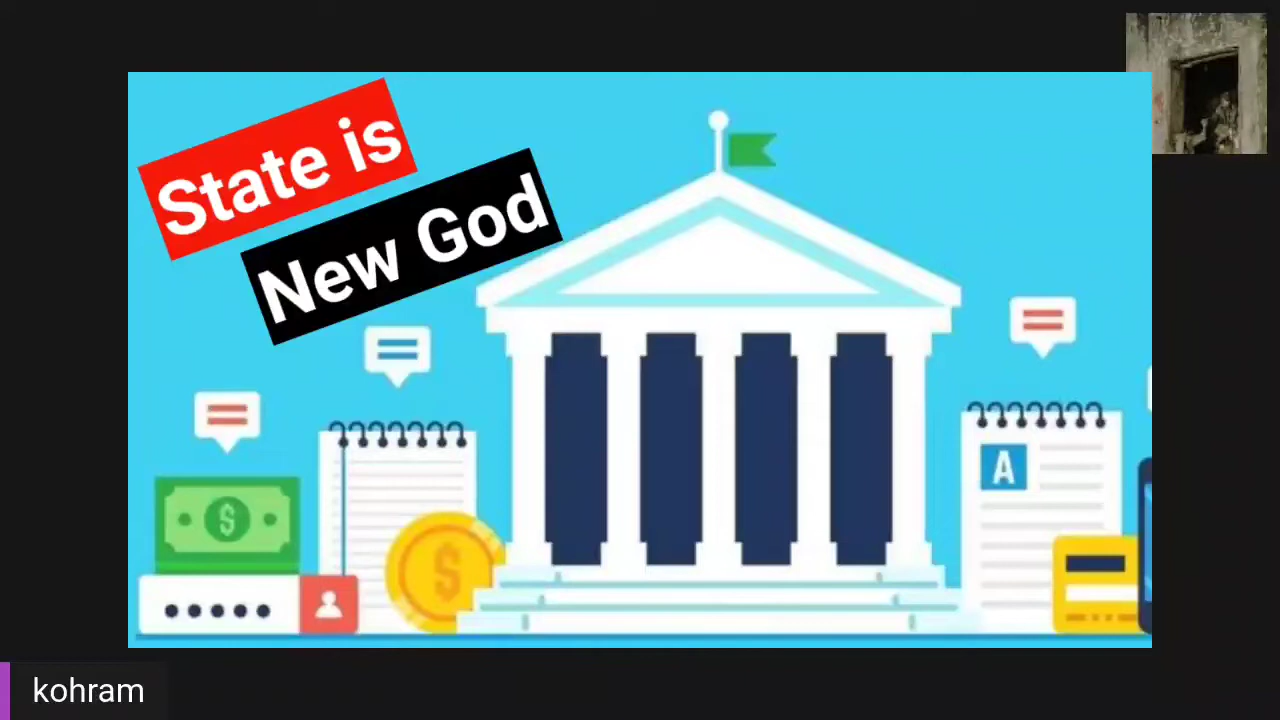 State is
New God
$
$
A
kohram